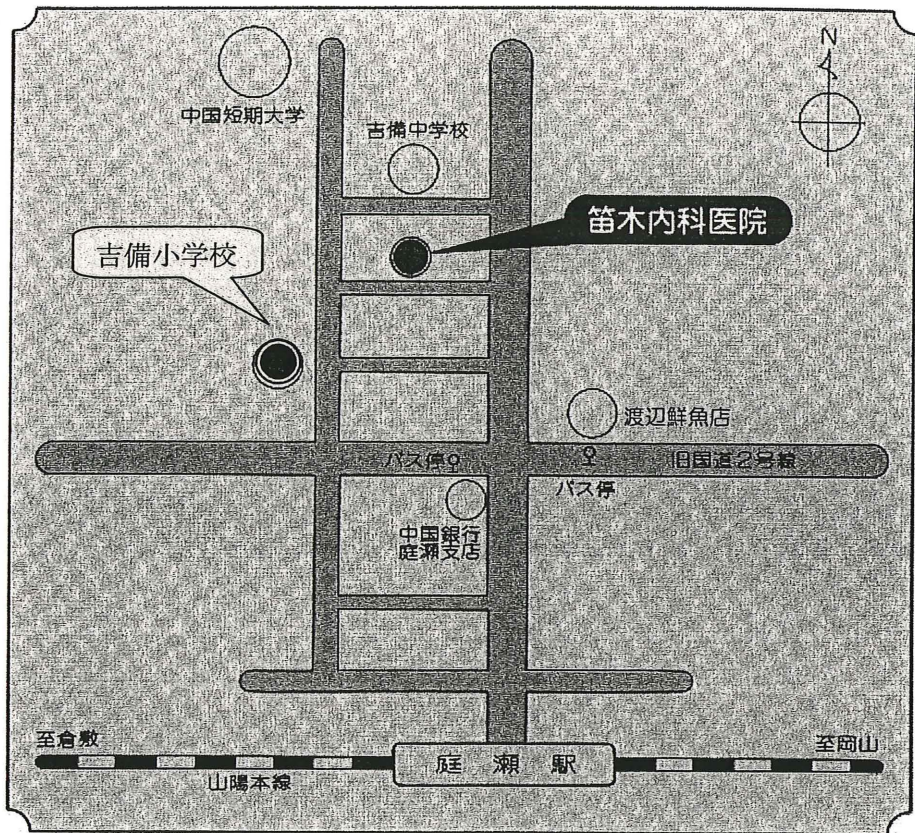 N
中国短期大学
吉備中学校
笛木内科医院
吉備小学校
渡辺鮮魚店
バス停
旧国道2号線
バス停
中国銀行
庭瀬支店
至倉敷
至岡山
庭瀬駅
山陽本線